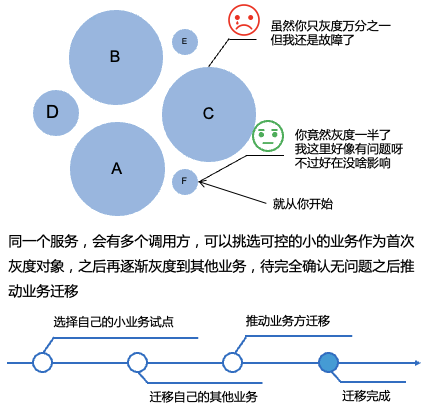 虽然你只灰度万分之一
但我还是故障了
B
E
D
C
你竟然灰度一半了
我这里好像有问题呀
不过好在没啥影响
A
F
就从你开始
同一个服务，会有多个调用方，可以挑选可控的小的业务作为首次
灰度对象，之后再逐渐灰度到其他业务，待完全确认无问题之后推
动业务迁移
选择自己的小业务试点
推动业务方迁移
迁移自己的其他业务
迁移完成